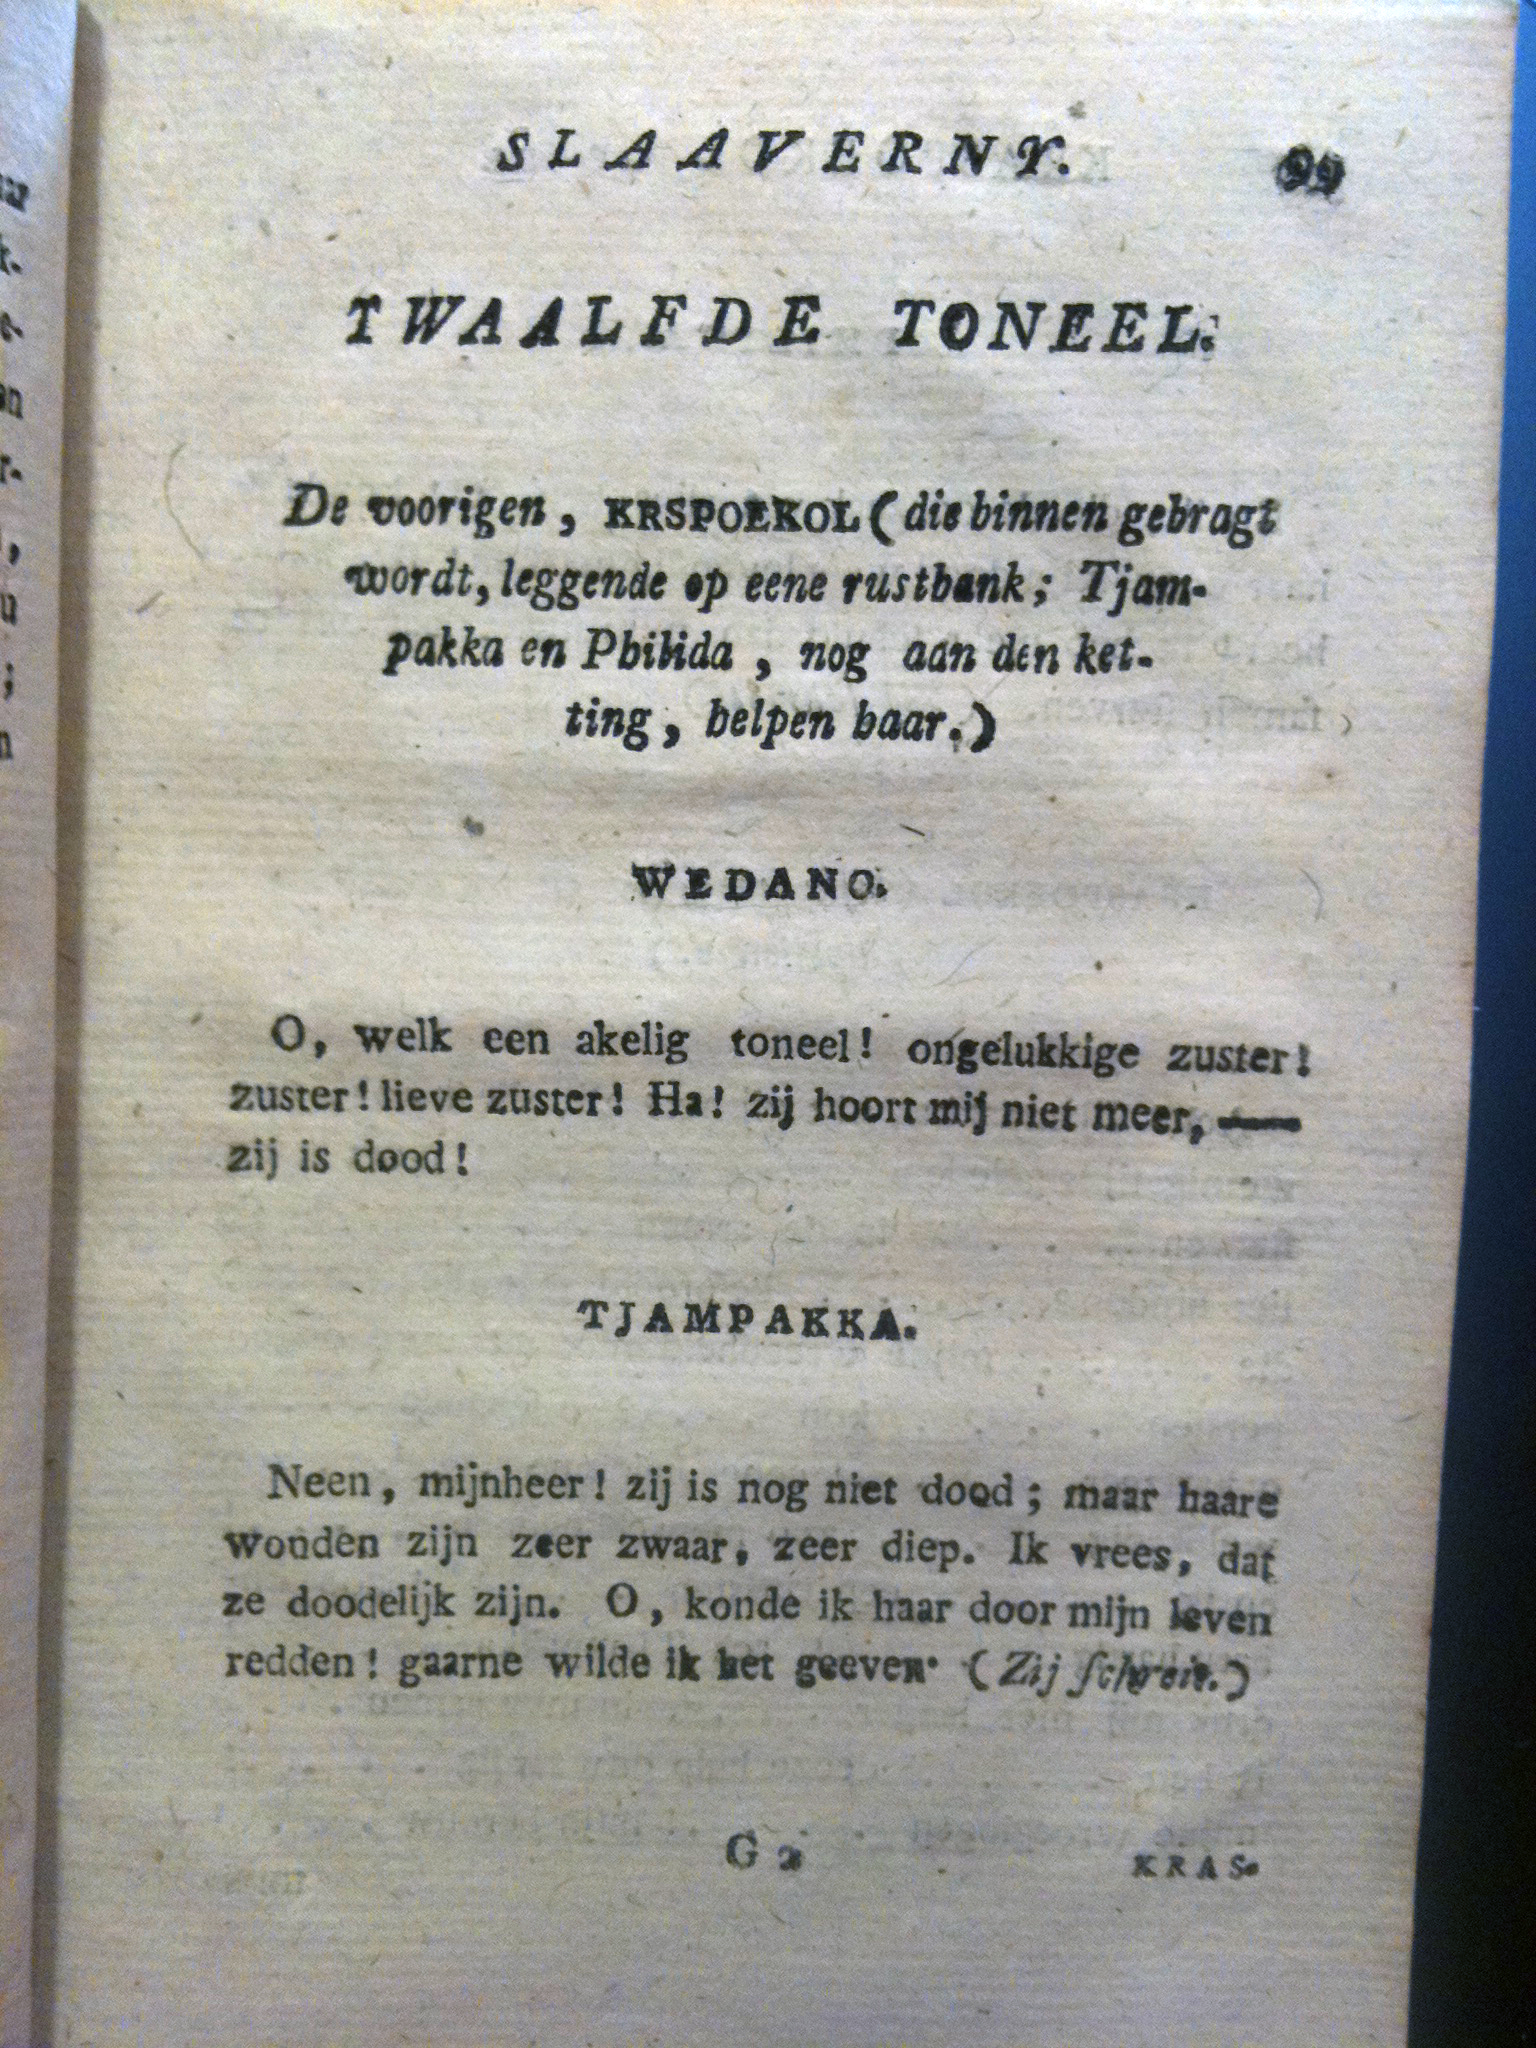 SLAAVERNY. 99
TWAALFDE TONEEL.
De voorigen, KRSPOEKOL (die binnen gebragt
wordt, leggende op eene rustbank; Tjam-
pakka en Philida, nog aan den ket-
ting, helpen haar.)
WEDANO.
O, welk een akelig toneel! ongelukkige zuster!
zuster! lieve zuster! Ha! zij hoort mij niet meer, —
zij is dood!
TJAMPAKKA.
Neen, mijnheer! zij is nog niet dood; maar haare
wonden zijn zeer zwaar, zeer diep. Ik vrees, dat
ze doodelijk zijn. O, konde ik haar door mijn leven
redden! gaarne wilde ik het geeven. (Zij ſchreit.)
G 2 KRAS-